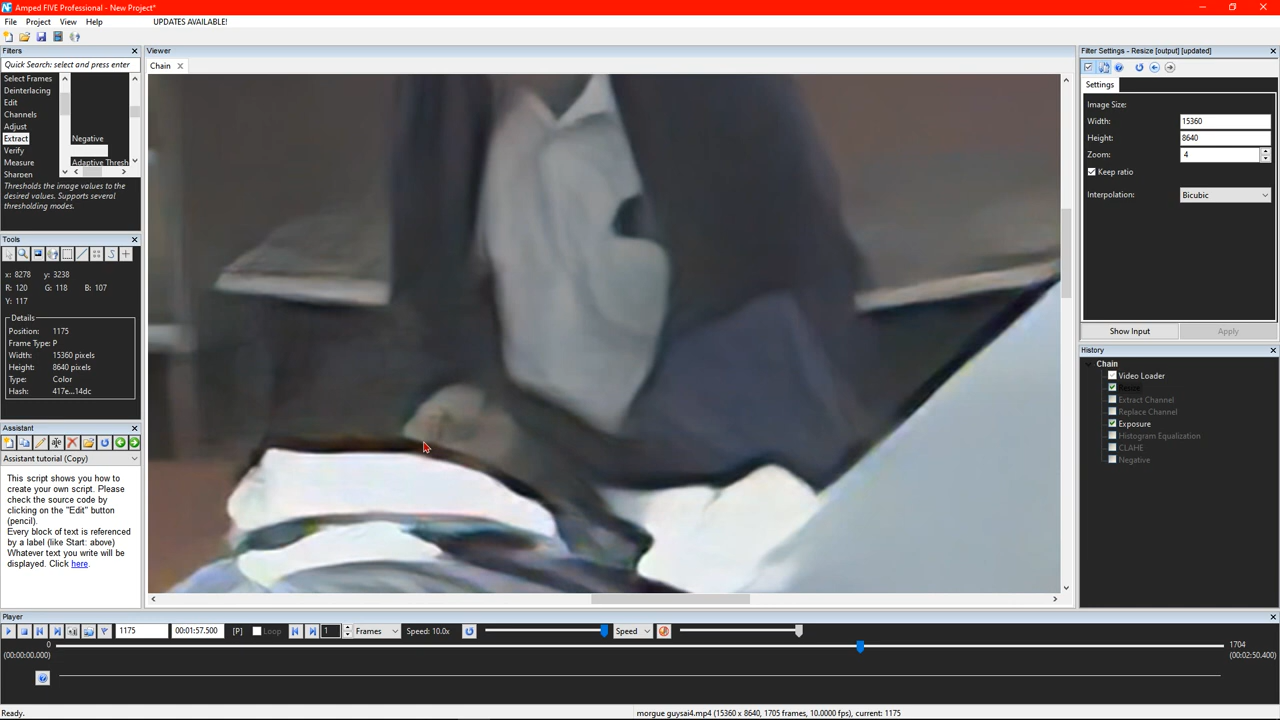 Amped FIVE Professional - New Project*
File Project View Help UPDATES AVAILABLE!
Filters
Quick Search: select and press enter
Select Frames
Deinterlacing
Edit
Channels
Adjust
Extract
Verify
Measure
Sharpen
Negative
Adaptive Thresh
Thresholds the image values to the
desired values. Supports several
thresholding modes.
Tools
x: 8278 y: 3238
R: 120 G: 118 B: 107
Y: 117
Details
Position: 1175
Frame Type: P
Width: 15360 pixels
Height: 8640 pixels
Type: Color
Hash: 417e...14dc
Assistant
Assistant tutorial (Copy)
This script shows you how to
create your own script. Please
check the source code by
clicking on the "Edit" button
(pencil).
Every block of text is referenced
by a label (like Start: above)
Whatever text you write will be
displayed. Click here.
Viewer
Chain
Filter Settings - Resize [output] [updated]
Settings
Image Size:
Width: 15360
Height: 8640
Zoom: 4
Keep ratio
Interpolation: Bicubic
Show Input Apply
History
Chain
Video Loader
Resize
Extract Channel
Replace Channel
Exposure
Histogram Equalization
CLAHE
Negative
Player
1175 00:01:57.500 [P] Loop 1 Frames Speed: 10.0x Speed
0 1704
(00:00:00.000) (00:02:50.400)
Ready. morgue guysai4.mp4 (15360 x 8640, 1705 frames, 10.0000 fps), current: 1175